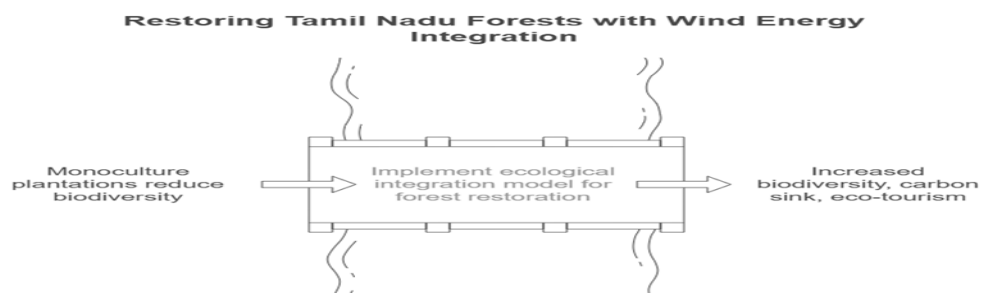 Restoring Tamil Nadu Forests with Wind Energy
Integration
Monoculture
plantations reduce
biodiversity
Implement ecological
integration model for
forest restoration
Increased
biodiversity, carbon
sink, eco-tourism